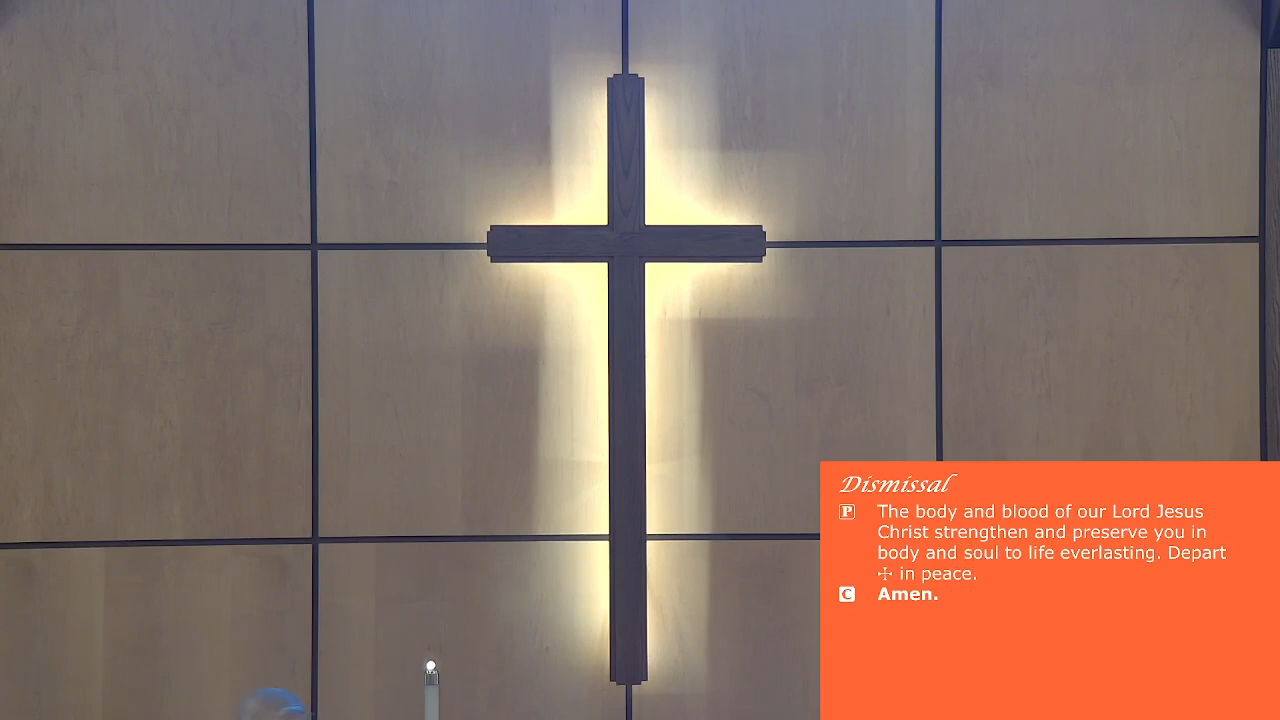 Dismissal
P The body and blood of our Lord Jesus
Christ strengthen and preserve you in
body and soul to life everlasting. Depart
☩ in peace.
C Amen.